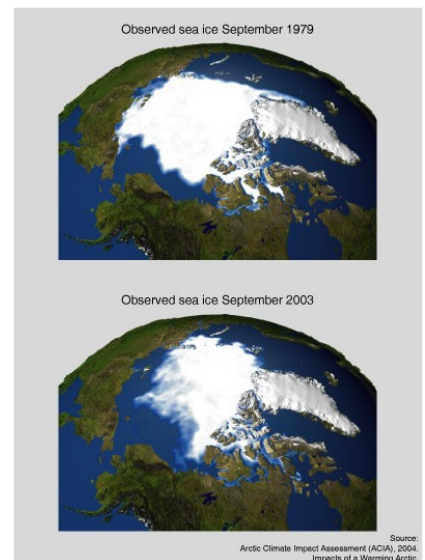 Observed sea ice September 1979
Observed sea ice September 2003
Source:
Arctic Climate Impact Assessment (ACIA), 2004.
Impacts of a Warming Arctic.